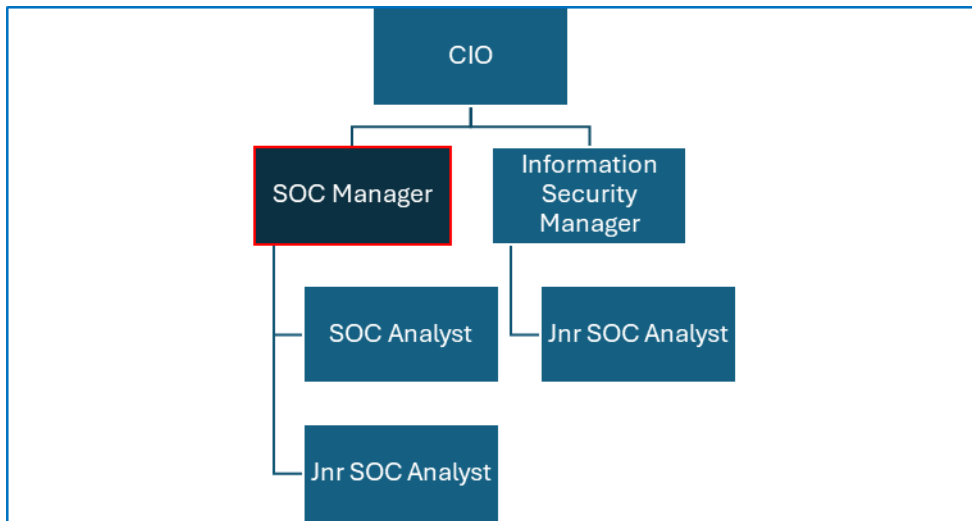 CIO
SOC Manager
Information
Security
Manager
SOC Analyst
Jnr SOC Analyst
Jnr SOC Analyst